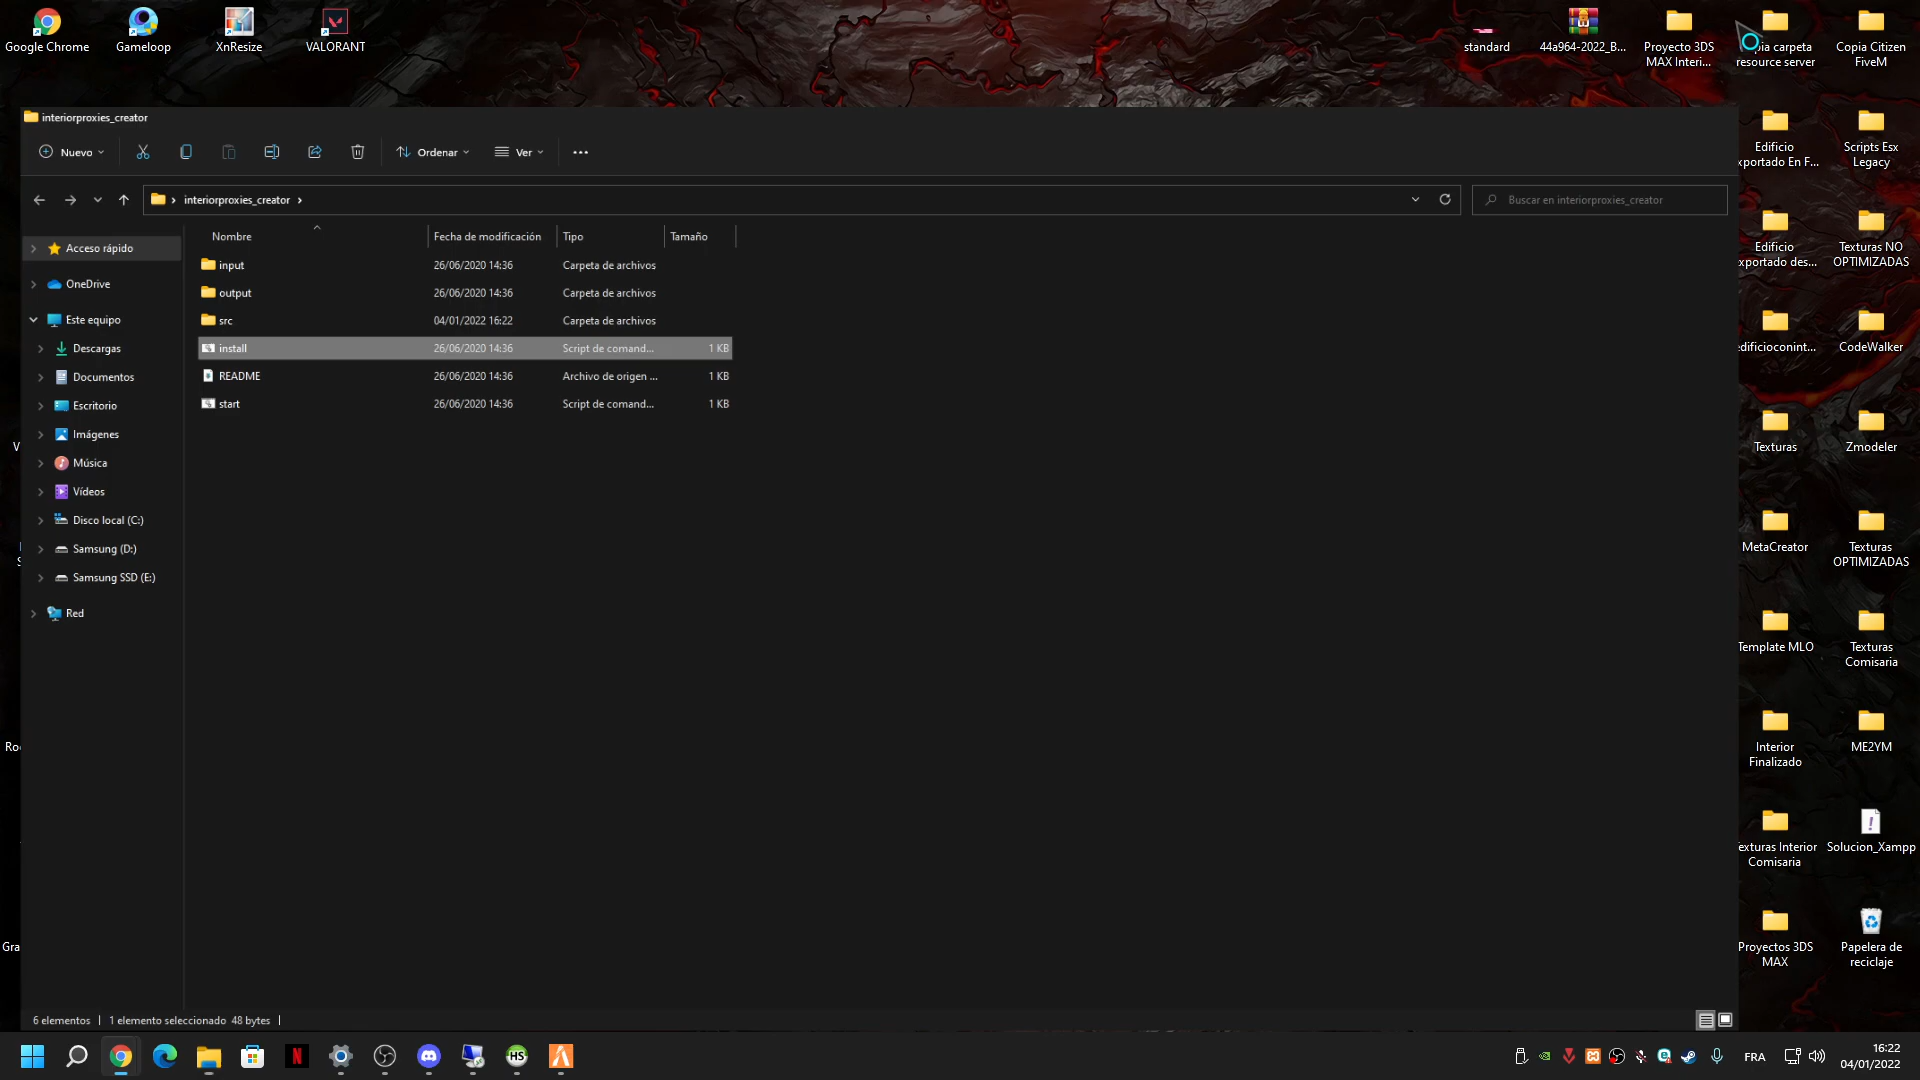 Google Chrome
Gameloop
XnResize
VALORANT
standard
44a964-2022_B...
Proyecto 3DS
MAX Interi...
pia carpeta
resource server
Copia Citizen
FiveM
interiorproxies_creator
Nuevo
Ordenar
Ver
interiorproxies_creator
Buscar en interiorproxies_creator
Nombre
Fecha de modificación
Tipo
Tamaño
input 26/06/2020 14:36 Carpeta de archivos
output 26/06/2020 14:36 Carpeta de archivos
src 04/01/2022 16:22 Carpeta de archivos
install 26/06/2020 14:36 Script de comand... 1 KB
README 26/06/2020 14:36 Archivo de origen ... 1 KB
start 26/06/2020 14:36 Script de comand... 1 KB
Acceso rápido
OneDrive
Este equipo
Descargas
Documentos
Escritorio
Imágenes
Música
Vídeos
Disco local (C:)
Samsung (D:)
Samsung SSD (E:)
Red
6 elementos
1 elemento seleccionado 48 bytes
Edificio
xportado En F...
Scripts Esx
Legacy
Edificio
xportado des...
Texturas NO
OPTIMIZADAS
edificioconint...
CodeWalker
Texturas
Zmodeler
MetaCreator
Texturas
OPTIMIZADAS
Template MLO
Texturas
Comisaria
Interior
Finalizado
ME2YM
exturas Interior
Comisaria
Solucion_Xampp
Proyectos 3DS
MAX
Papelera de
reciclaje
Gra
HS
FRA
16:22
04/01/2022